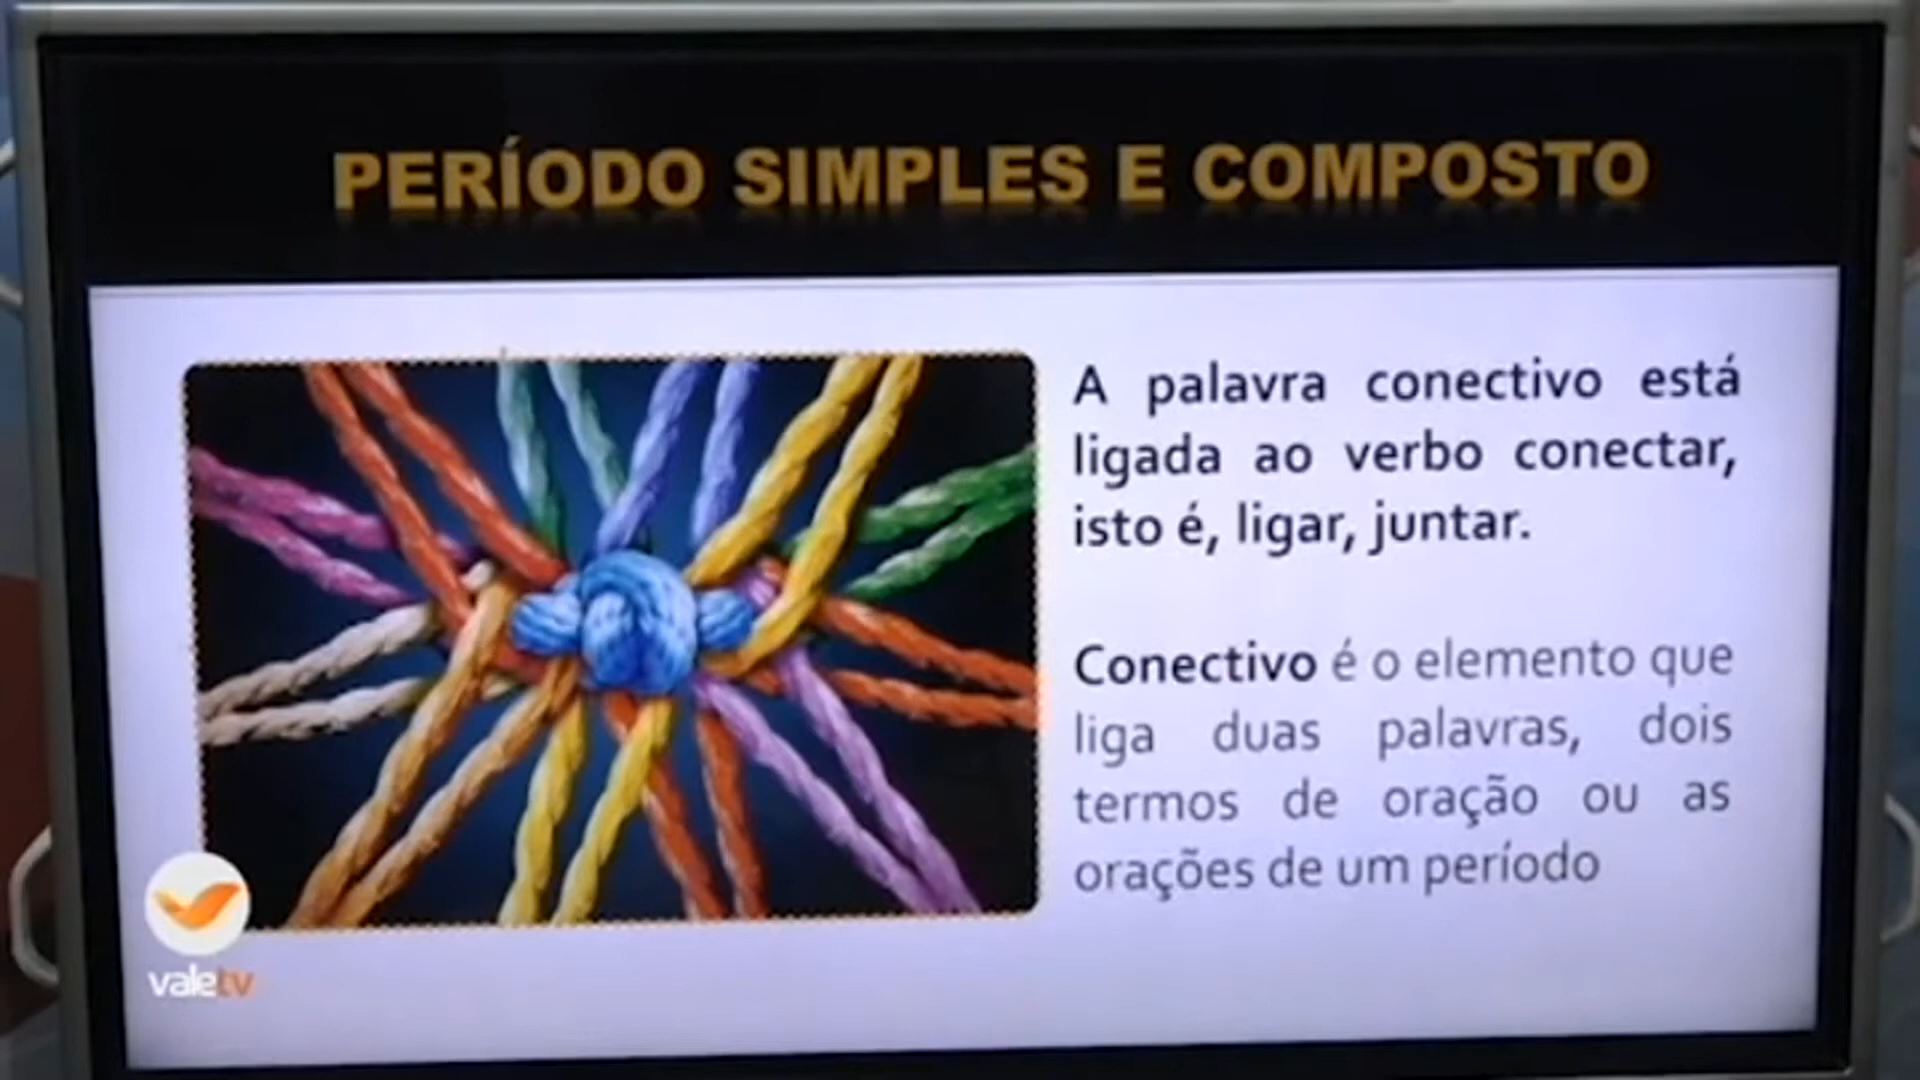 PERÍODO SIMPLES E COMPOSTO
A palavra conectivo está
ligada ao verbo conectar,
isto é, ligar, juntar.
Conectivo é o elemento que
liga duas palavras, dois
termos de oração ou as
orações de um período
valetv